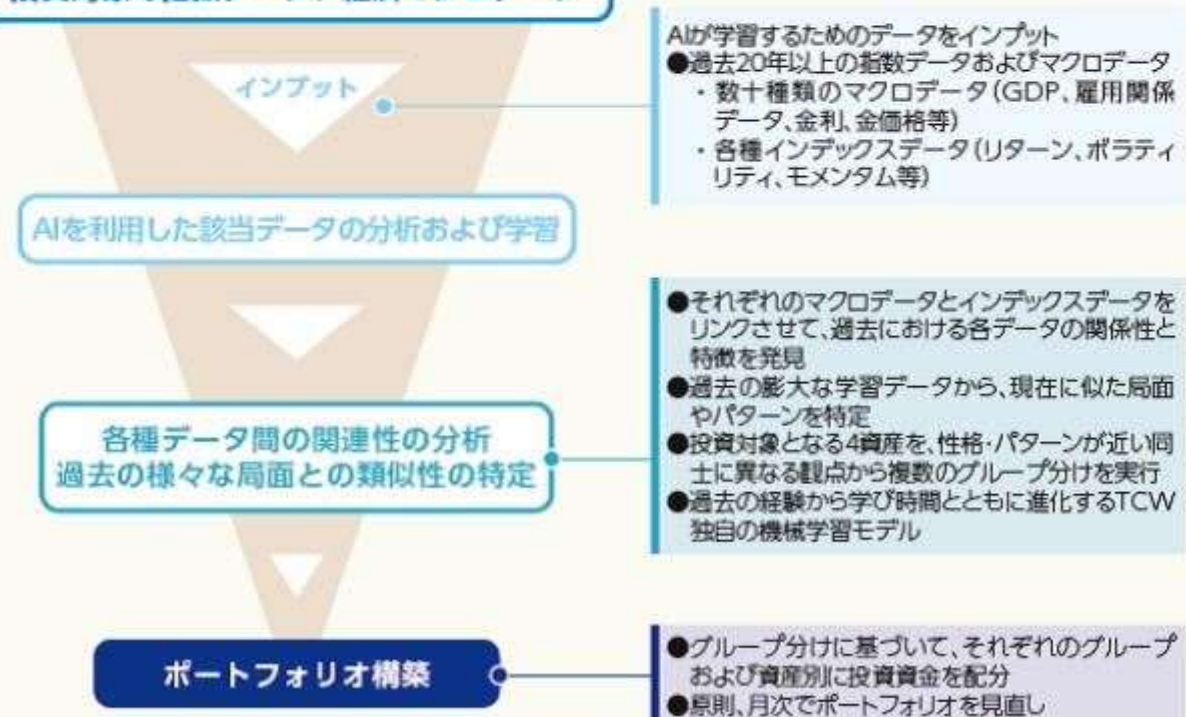 インプット
AIが学習するためのデータをインプット
●過去20年以上の指数データおよびマクロデータ
・数十種類のマクロデータ(GDP、雇用関係
データ、金利、金価格等)
・各種インデックスデータ(リターン、ボラティ
リティ、モメンタム等)
AIを利用した該当データの分析および学習
各種データ間の関連性の分析
過去の様々な局面との類似性の特定
●それぞれのマクロデータとインデックスデータを
リンクさせて、過去における各データの関係性と
特徴を発見
●過去の膨大な学習データから、現在に似た局面
やパターンを特定
●投資対象となる4資産を、性格・パターンが近い同
士に異なる観点から複数のグループ分けを実行
●過去の経験から学び時間とともに進化するTCW
独自の機械学習モデル
ポートフォリオ構築
●グループ分けに基づいて、それぞれのグループ
および資産別に投資資金を配分
●原則、月次でポートフォリオを見直し